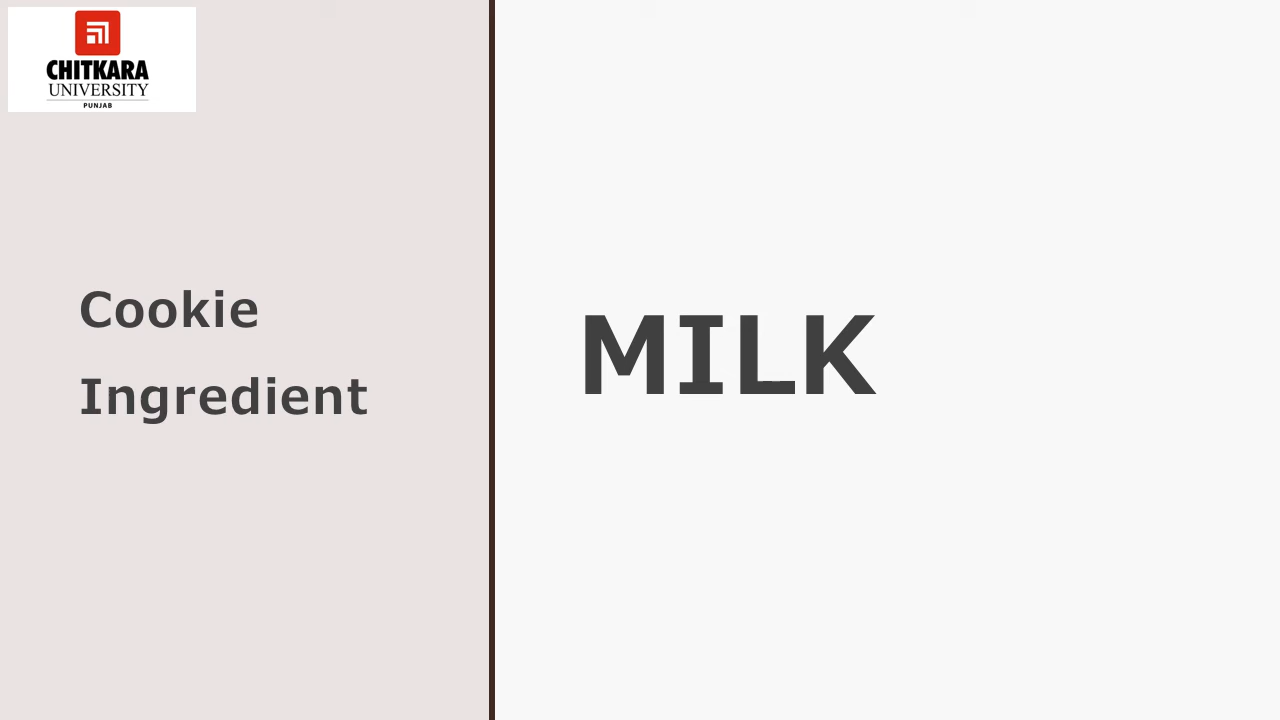 CHITKARA
UNIVERSITY
PUNJAB
Cookie
Ingredient
MILK